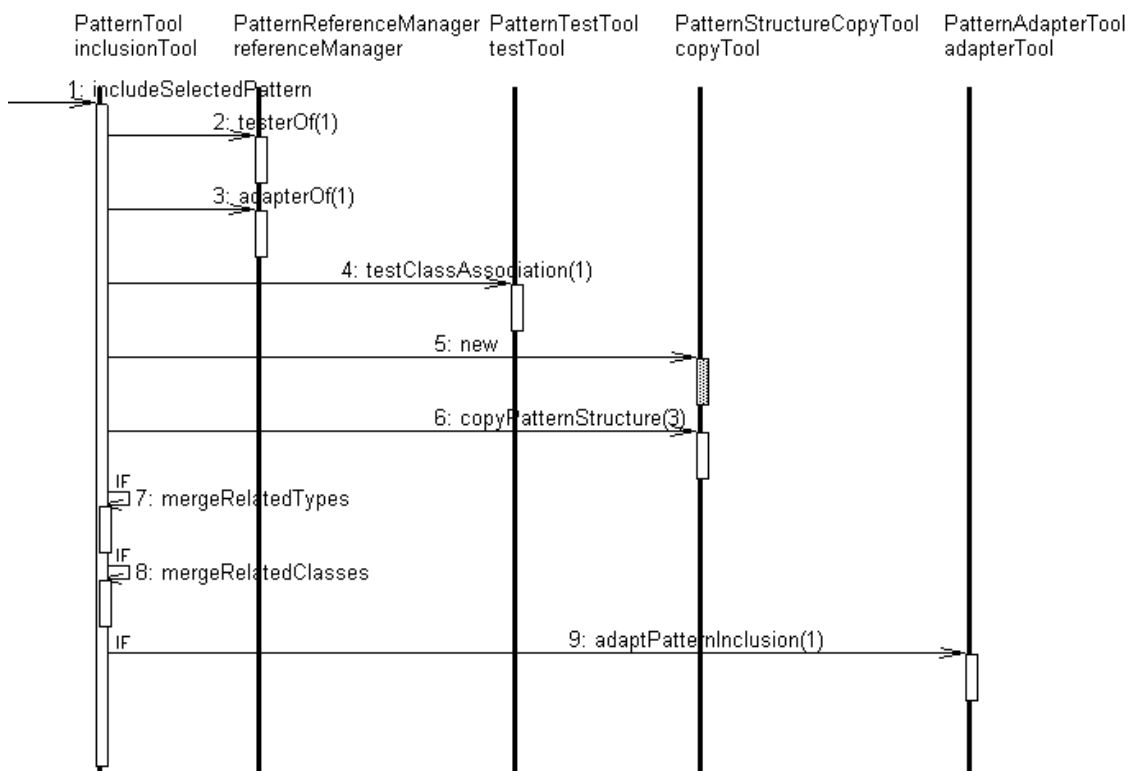 PatternTool
inclusionTool
PatternReferenceManager
referenceManager
PatternTestTool
testTool
PatternStructureCopyTool
copyTool
PatternAdapterTool
adapterTool
1: includeSelectedPattern
2: testerOf(1)
3: adapterOf(1)
4: testClassAssociation(1)
5: new
6: copyPatternStructure(3)
IF
7: mergeRelatedTypes
IF
8: mergeRelatedClasses
IF
9: adaptPatternInclusion(1)